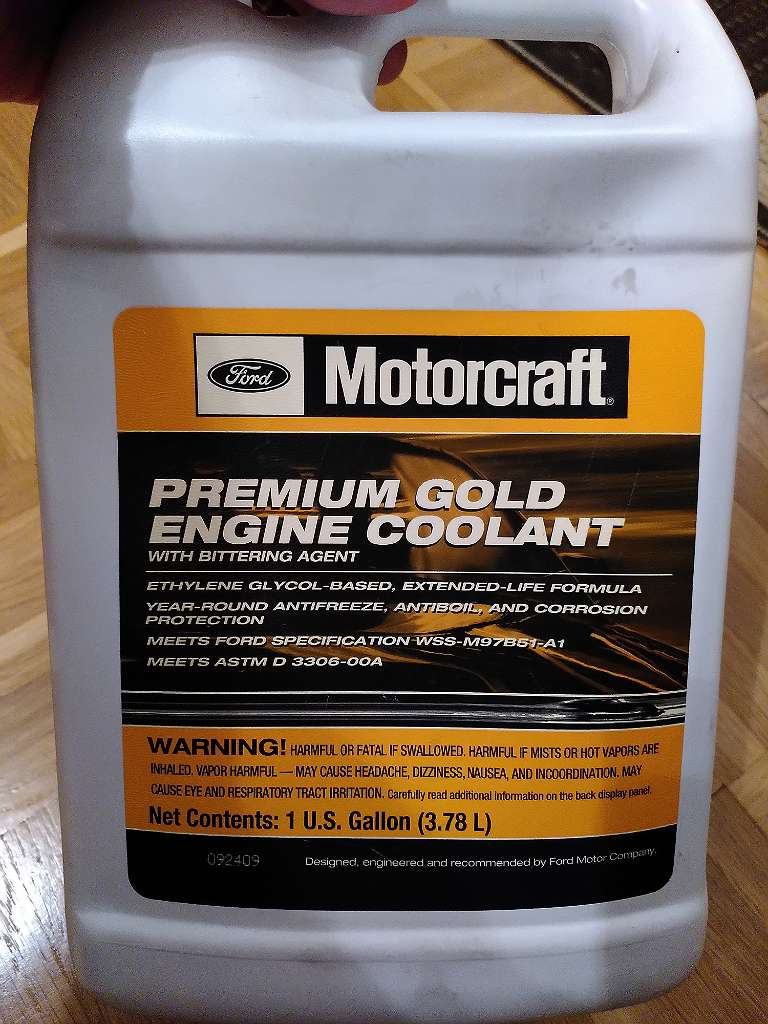 Ford
Motorcraft®
PREMIUM GOLD
ENGINE COOLANT
WITH BITTERING AGENT
ETHYLENE GLYCOL-BASED, EXTENDED-LIFE FORMULA
YEAR-ROUND ANTIFREEZE, ANTIBOIL, AND CORROSION
PROTECTION
MEETS FORD SPECIFICATION WSS-M97B51-A1
MEETS ASTM D 3306-00A
WARNING! HARMFUL OR FATAL IF SWALLOWED. HARMFUL IF MISTS OR HOT VAPORS ARE
INHALED. VAPOR HARMFUL — MAY CAUSE HEADACHE, DIZZINESS, NAUSEA, AND INCOORDINATION. MAY
CAUSE EYE AND RESPIRATORY TRACT IRRITATION. Carefully read additional information on the back display panel.
Net Contents: 1 U.S. Gallon (3.78 L)
092409
Designed, engineered and recommended by Ford Motor Company.